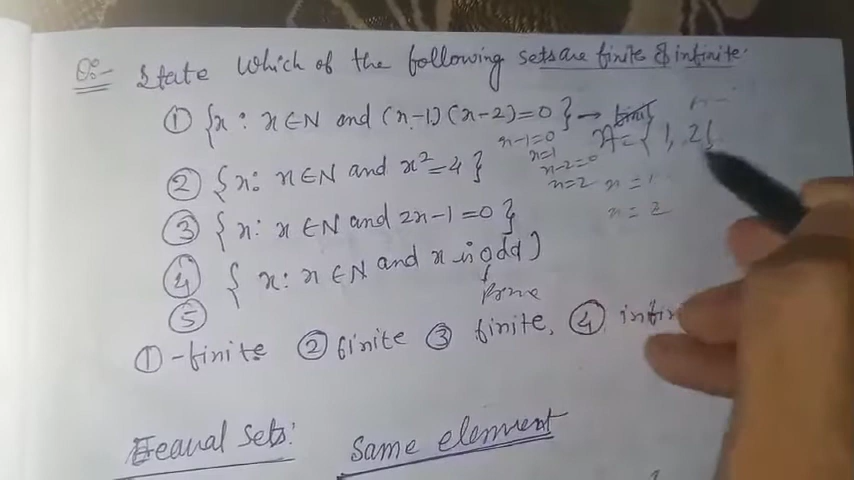 Q:- State which of the following sets are finite & infinite.
① {x : x ∈ N and (x-1)(x-2)=0} → x = { 1, 2 }
x-1=0
x=1
x-2=0
x=2 x = 1
x = 2
② {x: x ∈ N and x²=4}
③ {x: x ∈ N and 2x-1=0}
④ { x: x ∈ N and x is odd}
Prime
⑤
① -finite ② finite ③ finite, ④ infin
Eequal Sets: Same element